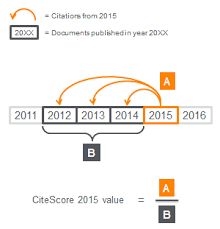 = Citations from 2015
20XX = Documents published in year 20XX
A
2011 2012 2013 2014 2015 2016
B
CiteScore 2015 value = A
B